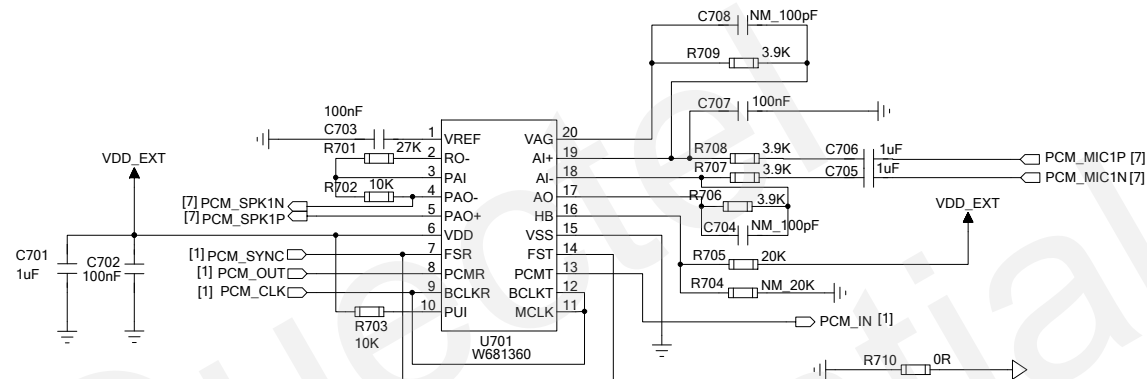 C708 NM_100pF
R709 3.9K
C707 100nF
100nF
C703
R701 27K
VDD_EXT
R702 10K
[7] PCM_SPK1N
[7] PCM_SPK1P
[1] PCM_SYNC
[1] PCM_OUT
[1] PCM_CLK
C701
1uF
C702
100nF
R703
10K
1 VREF VAG 20
2 RO- AI+ 19
3 PAI AI- 18
4 PAO- AO 17
5 PAO+ HB 16
6 VDD VSS 15
7 FSR FST 14
8 PCMR PCMT 13
9 BCLKR BCLKT 12
10 PUI MCLK 11
U701
W681360
R708 3.9K C706 1uF PCM_MIC1P [7]
R707 3.9K C705 1uF PCM_MIC1N [7]
R706 3.9K
C704 NM_100pF
VDD_EXT
R705 20K
R704 NM_20K
PCM_IN [1]
R710 0R